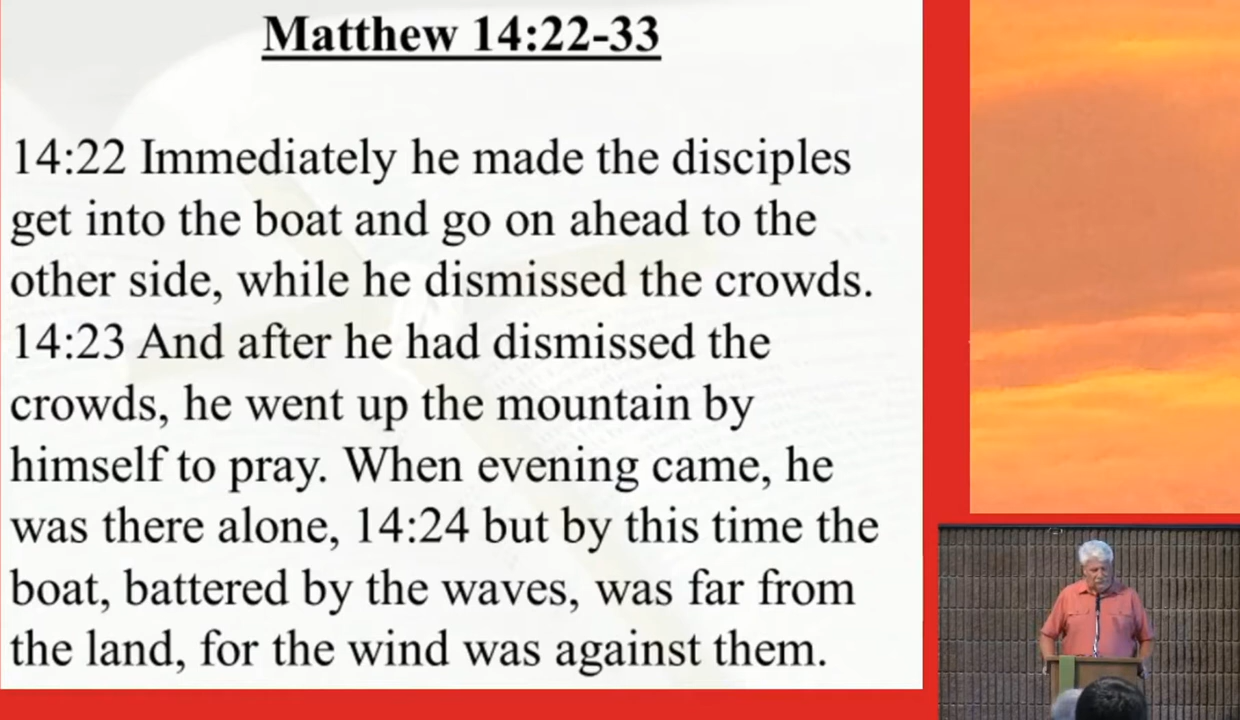 Matthew 14:22-33
14:22 Immediately he made the disciples
get into the boat and go on ahead to the
other side, while he dismissed the crowds.
14:23 And after he had dismissed the
crowds, he went up the mountain by
himself to pray. When evening came, he
was there alone, 14:24 but by this time the
boat, battered by the waves, was far from
the land, for the wind was against them.